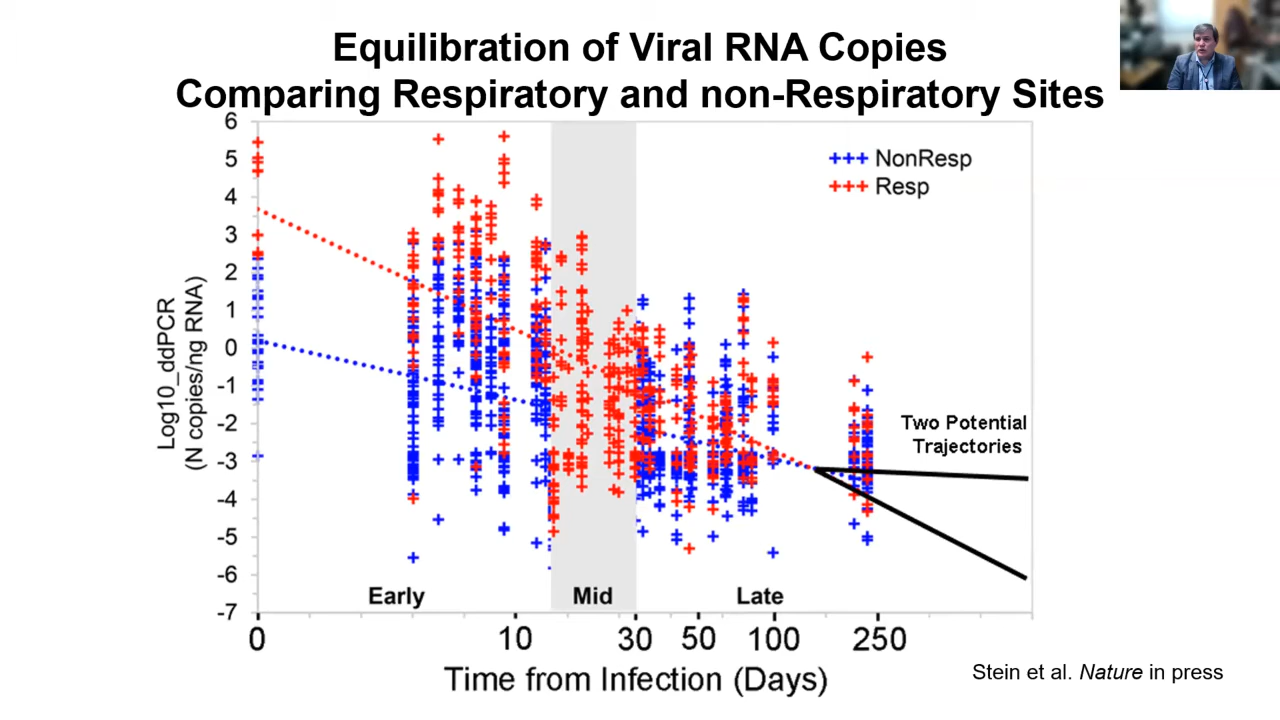 Equilibration of Viral RNA Copies
Comparing Respiratory and non-Respiratory Sites
6
5
4
3
2
1
0
-1
-2
-3
-4
-5
-6
-7
Log10_ddPCR
(N copies/ng RNA)
NonResp
Resp
Two Potential
Trajectories
Early Mid Late
0 10 30 50 100 250
Time from Infection (Days)
Stein et al. Nature in press